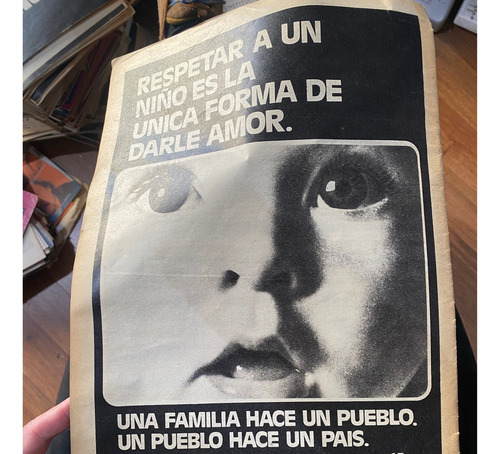 RESPETAR A UN
NIÑO ES LA
UNICA FORMA DE
DARLE AMOR.
UNA FAMILIA HACE UN PUEBLO.
UN PUEBLO HACE UN PAIS.